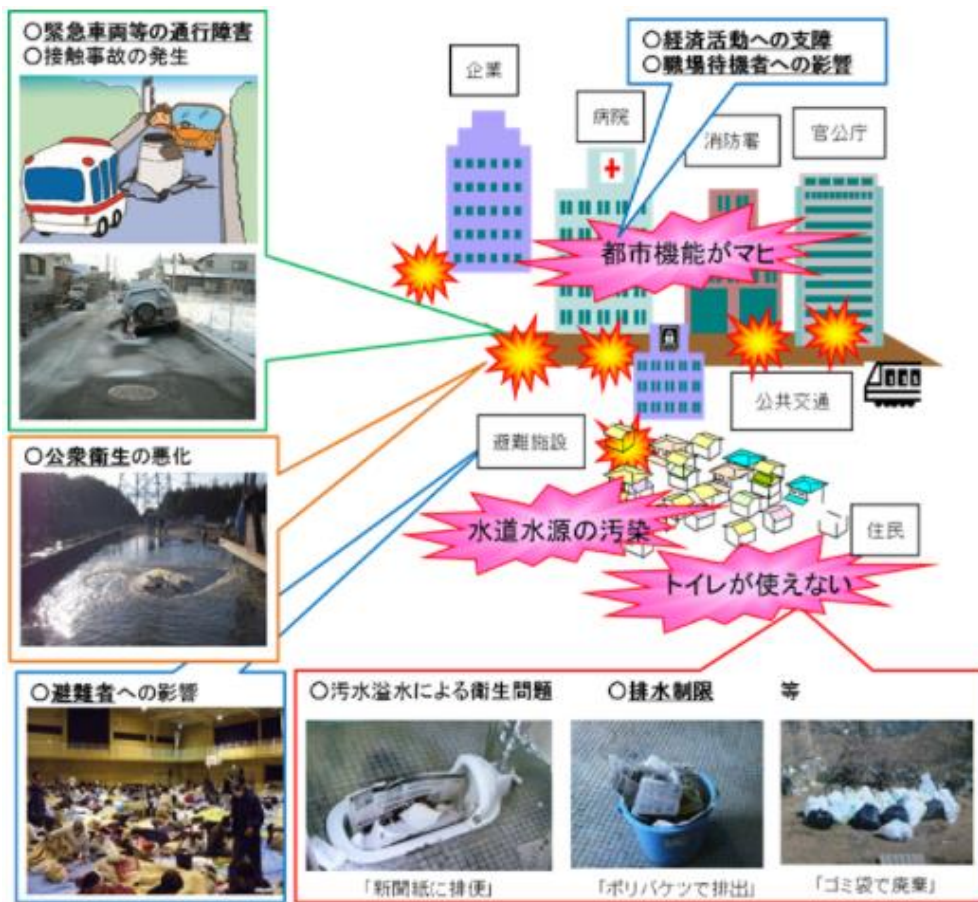 ○緊急車両等の通行障害
○接触事故の発生
○経済活動への支障
○職場待機者への影響
企業
病院
消防署
官公庁
都市機能がマヒ
公共交通
避難施設
○公衆衛生の悪化
水道水源の汚染
住民
トイレが使えない
○避難者への影響
○汚水溢水による衛生問題
○排水制限
等
「新聞紙に排便」
「ポリバケツで排出」
「ゴミ袋で廃棄」